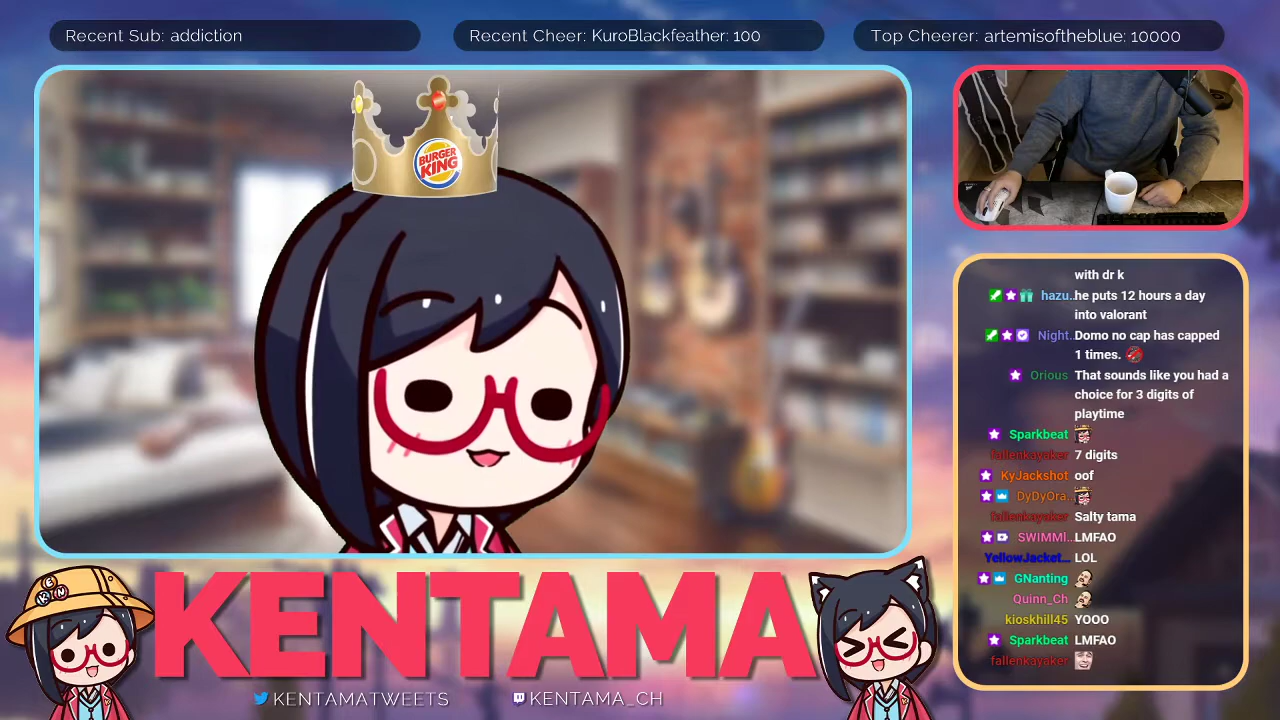 Recent Sub: addiction
Recent Cheer: KuroBlackfeather: 100
Top Cheerer: artemisoftheblue: 10000
BURGER
KING
with dr k
hazu.. he puts 12 hours a day
into valorant
Night.. Domo no cap has capped
1 times.
Orious That sounds like you had a
choice for 3 digits of
playtime
Sparkbeat
fallenkayaker 7 digits
KyJackshot oof
DyDyOra..
fallenkayaker Salty tama
SWIMMi.. LMFAO
YellowJacket... LOL
GNanting
Quinn_Ch
kioskhill45 YOOO
Sparkbeat LMFAO
fallenkayaker
KEN
KENTAMA
KENTAMATWEETS
KENTAMA_CH